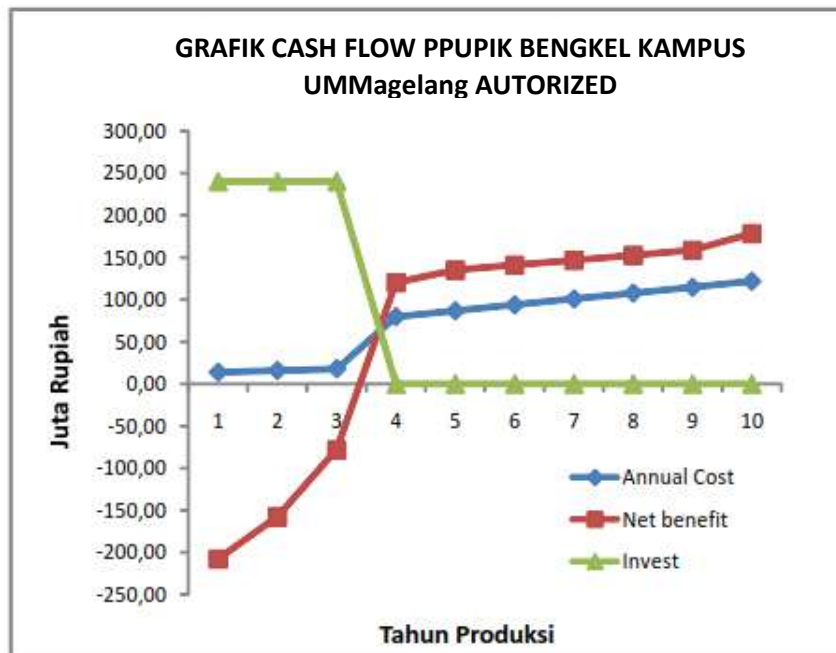 GRAFIK CASH FLOW PPUPIK BENGKEL KAMPUS
UMMagelang AUTORIZED
300,00
250,00
200,00
150,00
100,00
50,00
0,00
-50,00
-100,00
-150,00
-200,00
-250,00
Juta Rupiah
1 2 3 4 5 6 7 8 9 10
Annual Cost
Net benefit
Invest
Tahun Produksi